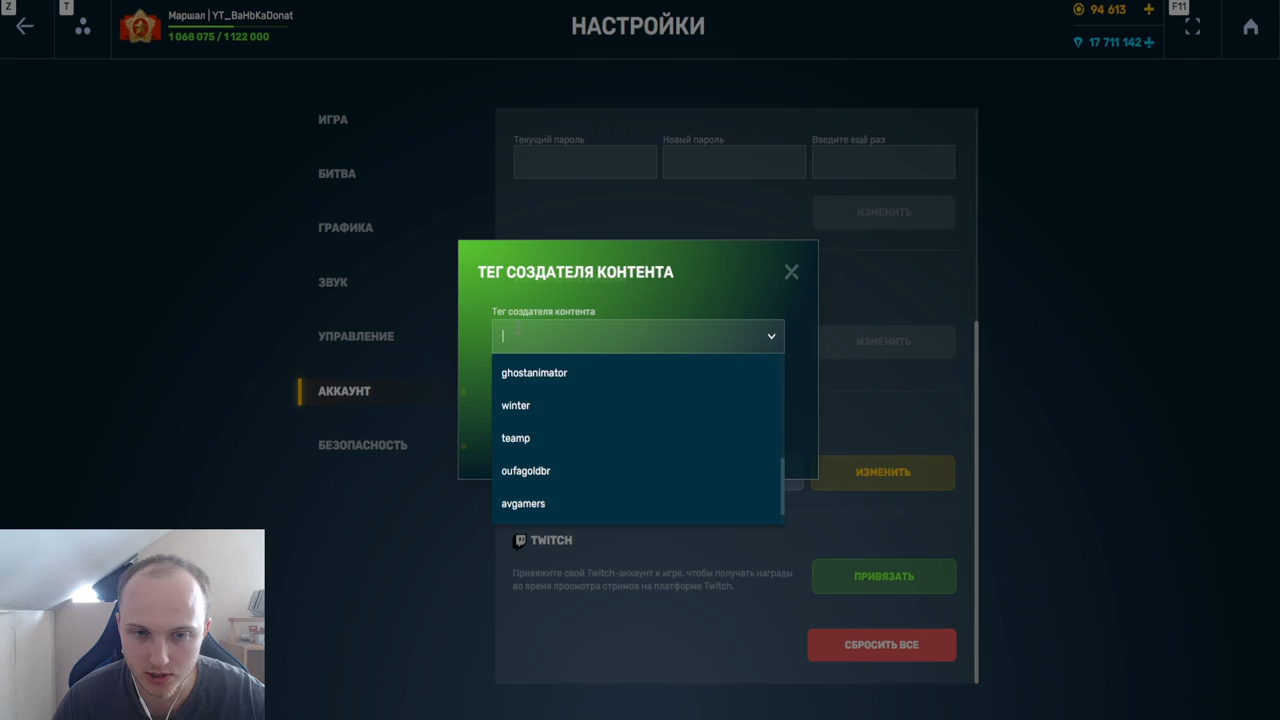 Z
T
Маршал | YT_BaHbKaDonat
1 068 075 / 1 122 000
НАСТРОЙКИ
94 613
17 711 142
F11
ИГРА
БИТВА
ГРАФИКА
ЗВУК
УПРАВЛЕНИЕ
АККАУНТ
БЕЗОПАСНОСТЬ
Текущий пароль
Новый пароль
Введите ещё раз
ИЗМЕНИТЬ
ТЕГ СОЗДАТЕЛЯ КОНТЕНТА
Тег создателя контента
ghostanimator
winter
teamp
oufagoldbr
avgamers
ИЗМЕНИТЬ
ИЗМЕНИТЬ
TWITCH
Привяжите свой Twitch-аккаунт к игре, чтобы получать награды
во время просмотра стримов на платформе Twitch.
ПРИВЯЗАТЬ
СБРОСИТЬ ВСЕ